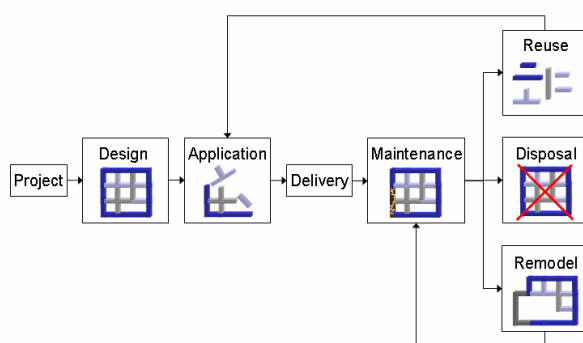 Project
Design
Application
Delivery
Maintenance
Reuse
Disposal
Remodel